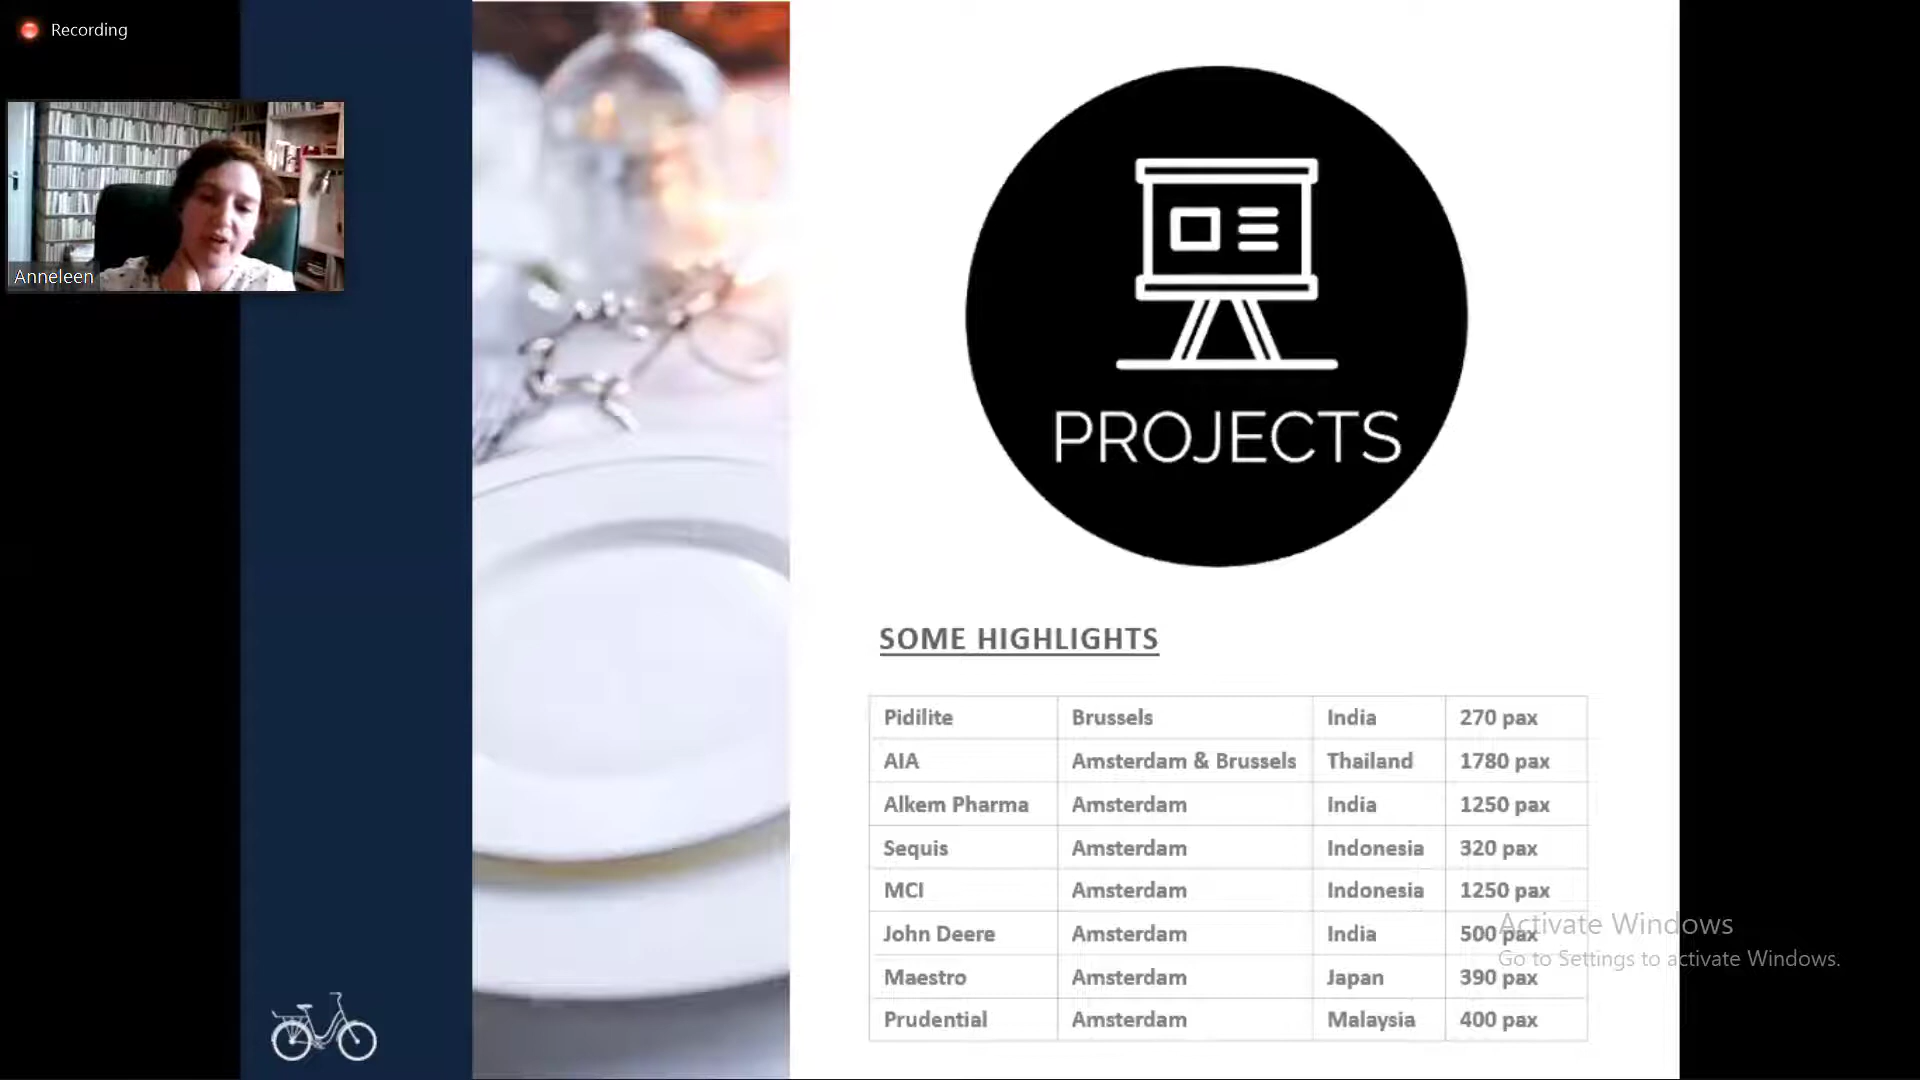 Recording
Anneleen
PROJECTS
SOME HIGHLIGHTS
Pidilite Brussels India 270 pax
AIA Amsterdam & Brussels Thailand 1780 pax
Alkem Pharma Amsterdam India 1250 pax
Sequis Amsterdam Indonesia 320 pax
MCI Amsterdam Indonesia 1250 pax
John Deere Amsterdam India 500 pax
Maestro Amsterdam Japan 390 pax
Prudential Amsterdam Malaysia 400 pax
Activate Windows
Go to Settings to activate Windows.